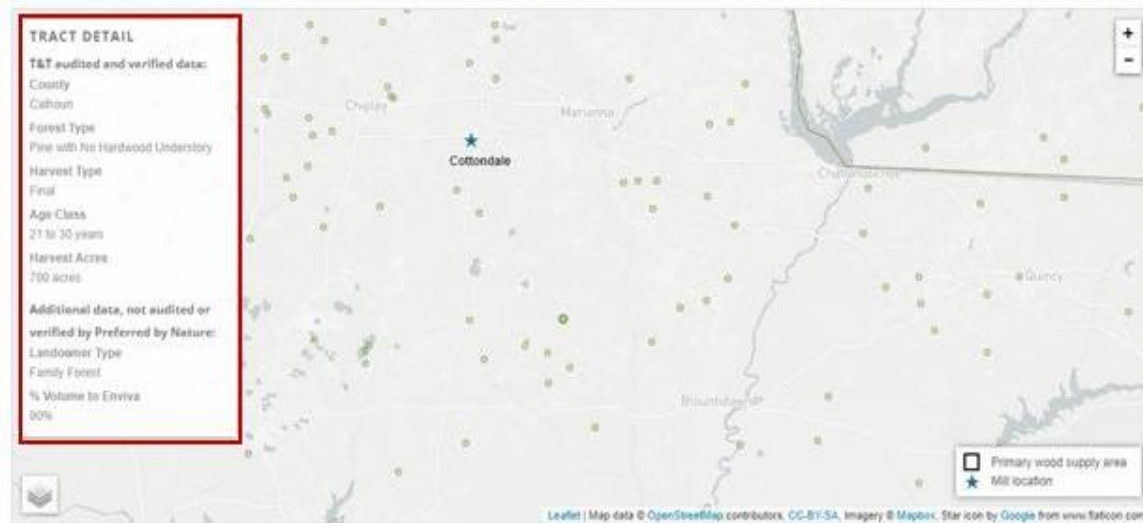 TRACT DETAIL
T&T audited and verified data:
County
Calhoun
Forest Type
Pine with No Hardwood Understory
Harvest Type
Final
Age Class
21 to 30 years
Harvest Acres
700 acres
Additional data, not audited or
verified by Preferred by Nature:
Landowner Type
Family Forest
% Volume to Enviva
90%
Chipley
Marianna
Cottondale
Chattahoochee
Quincy
Blountstown
+
-
Primary wood supply area
Mill location
Leaflet | Map data © OpenStreetMap contributors, CC-BY-SA, Imagery © Mapbox, Star icon by Google from www.flaticon.com